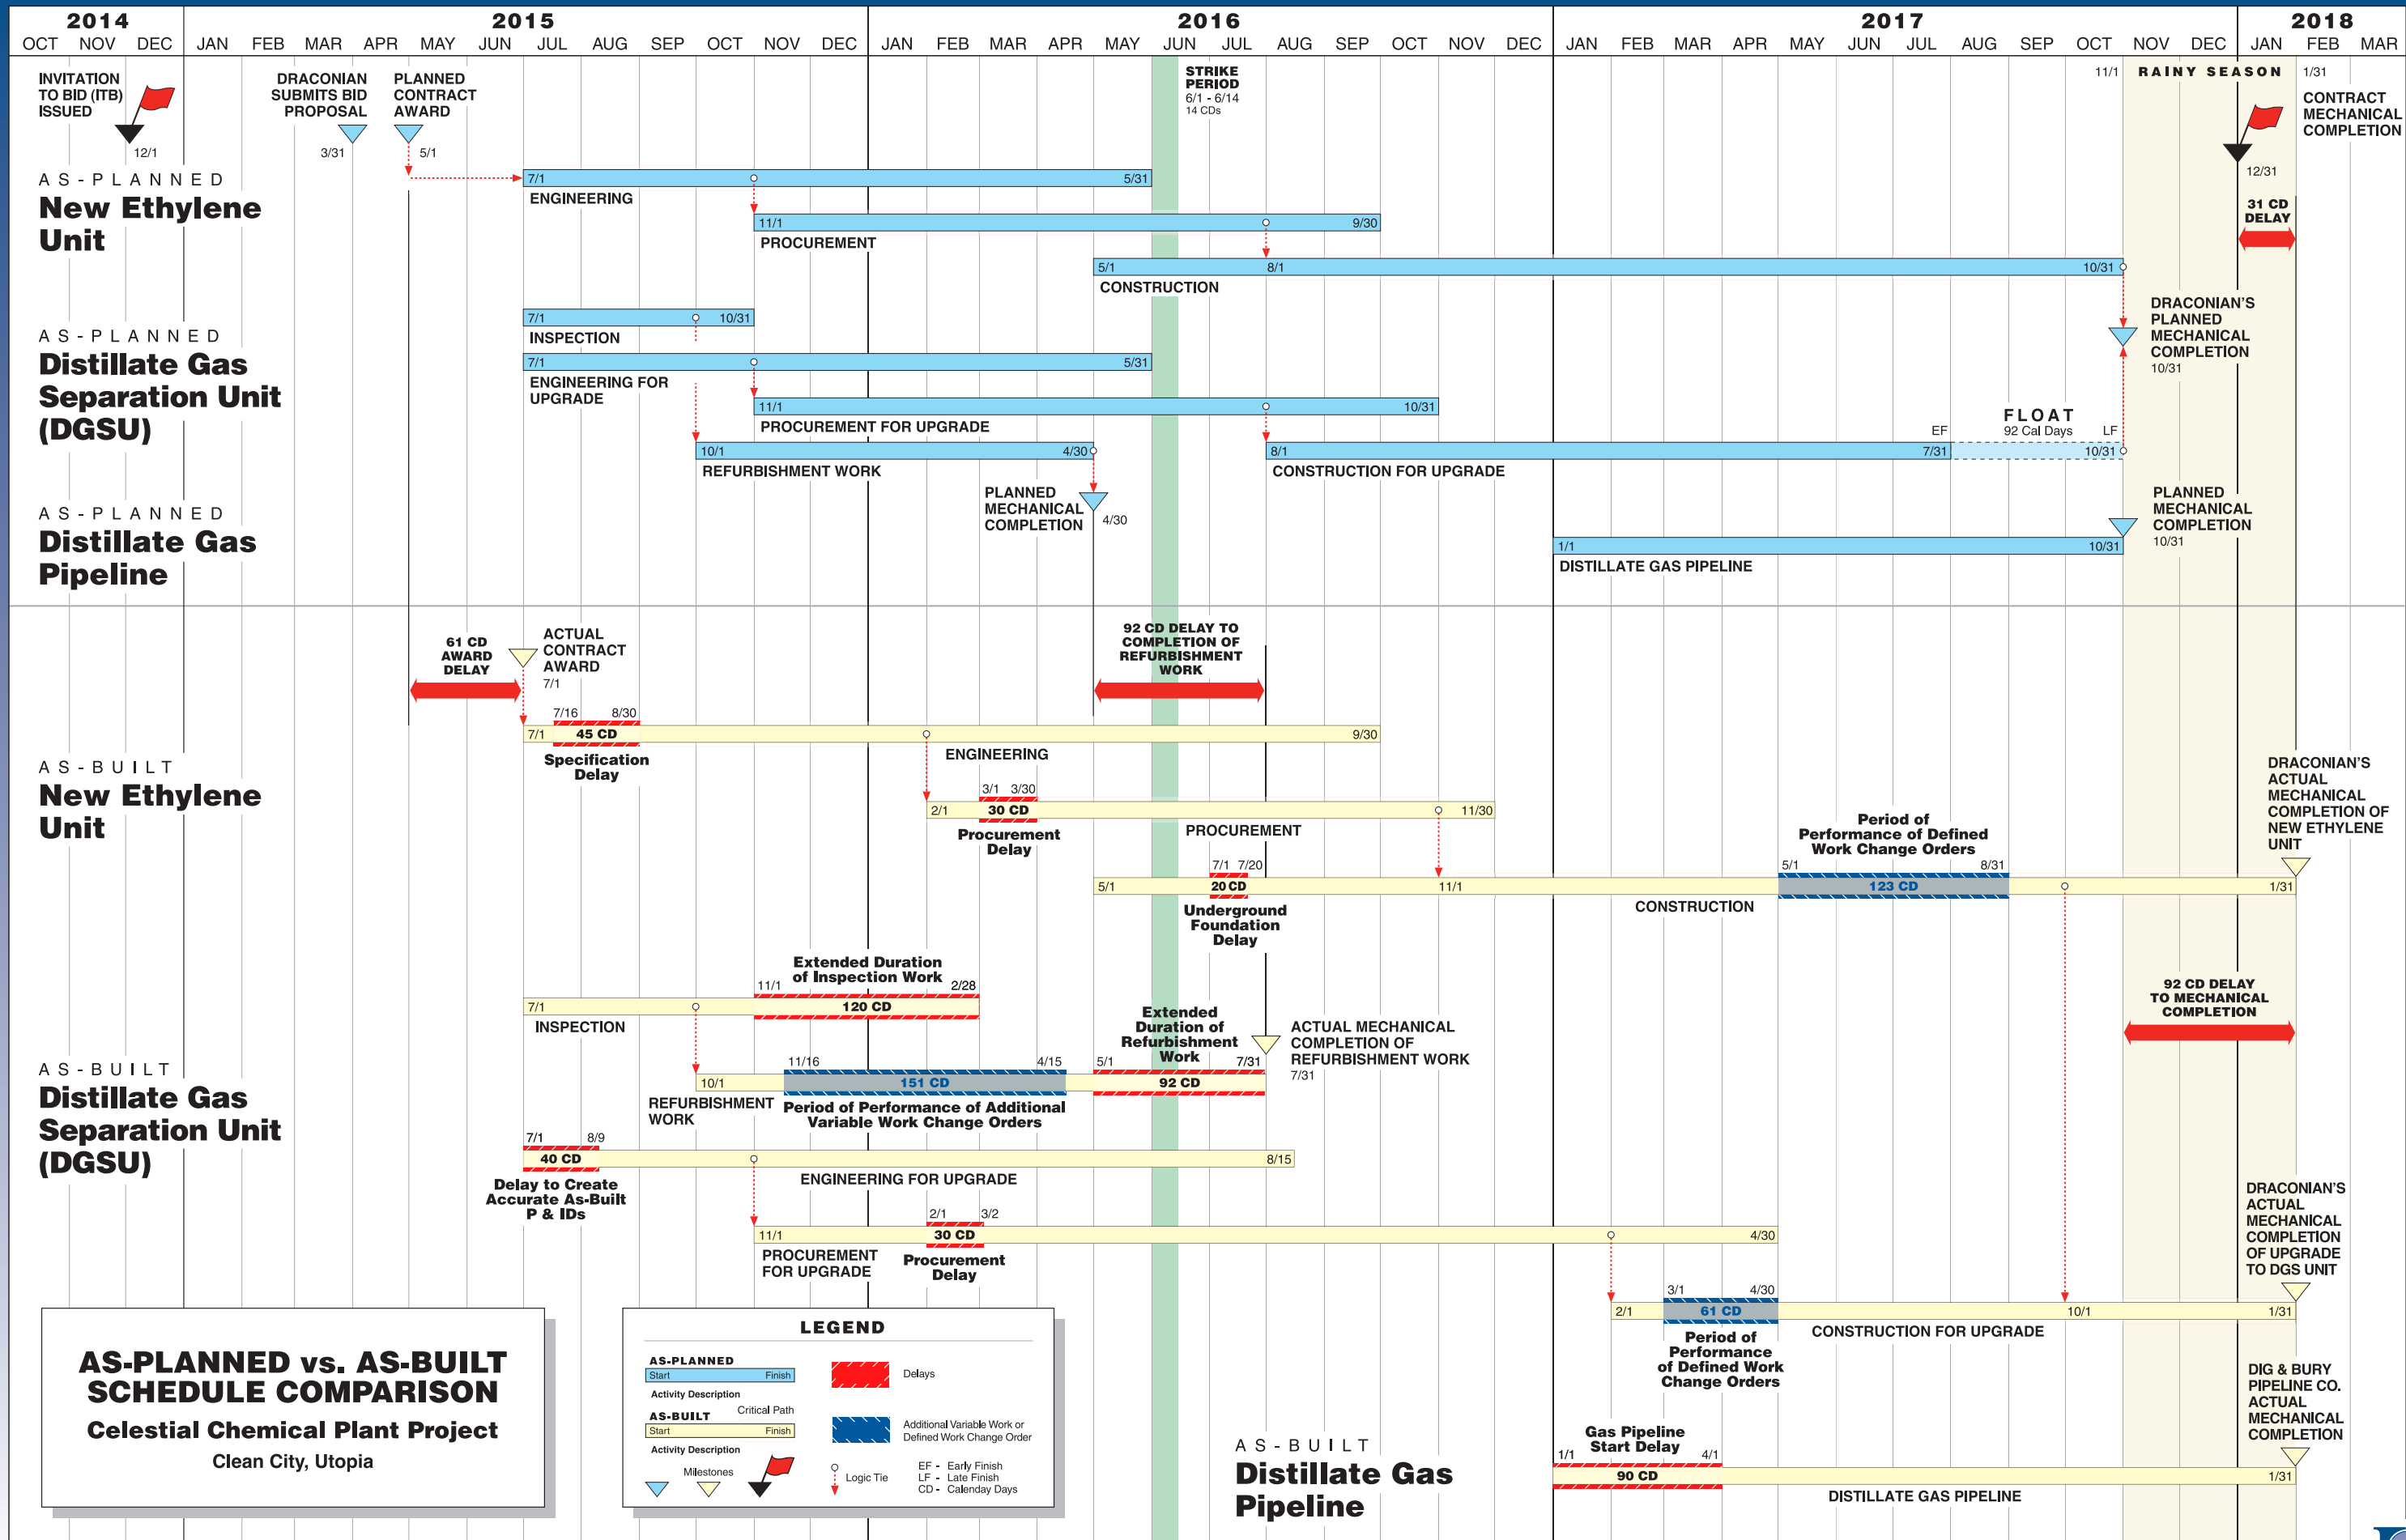 2014
2015
2016
2017
2018
OCT NOV DEC JAN FEB MAR APR MAY JUN JUL AUG SEP OCT NOV DEC JAN FEB MAR APR MAY JUN JUL AUG SEP OCT NOV DEC JAN FEB MAR APR MAY JUN JUL AUG SEP OCT NOV DEC JAN FEB MAR
INVITATION
TO BID (ITB)
ISSUED
12/1
DRACONIAN
SUBMITS BID
PROPOSAL
3/31
PLANNED
CONTRACT
AWARD
5/1
STRIKE
PERIOD
6/1 - 6/14
14 CDs
11/1 RAINY SEASON 1/31
CONTRACT
MECHANICAL
COMPLETION
12/31
31 CD
DELAY
AS-PLANNED
New Ethylene
Unit
7/1 5/31
ENGINEERING
11/1 9/30
PROCUREMENT
5/1 8/1 10/31
CONSTRUCTION
DRACONIAN'S
PLANNED
MECHANICAL
COMPLETION
10/31
AS-PLANNED
Distillate Gas
Separation Unit
(DGSU)
7/1 10/31
INSPECTION
7/1 5/31
ENGINEERING FOR
UPGRADE
11/1 10/31
PROCUREMENT FOR UPGRADE
10/1 4/30
REFURBISHMENT WORK
PLANNED
MECHANICAL
COMPLETION
4/30
FLOAT
EF 92 Cal Days LF
8/1 7/31 10/31
CONSTRUCTION FOR UPGRADE
AS-PLANNED
Distillate Gas
Pipeline
PLANNED
MECHANICAL
COMPLETION
10/31
1/1 10/31
DISTILLATE GAS PIPELINE
61 CD
AWARD
DELAY
ACTUAL
CONTRACT
AWARD
7/1
92 CD DELAY TO
COMPLETION OF
REFURBISHMENT
WORK
AS-BUILT
New Ethylene
Unit
7/16 8/30
7/1 45 CD 9/30
Specification
Delay
ENGINEERING
3/1 3/30
2/1 30 CD 11/30
Procurement
Delay
PROCUREMENT
7/1 7/20
5/1 20 CD 11/1
Underground
Foundation
Delay
Period of
Performance of Defined
Work Change Orders
5/1 8/31
123 CD 1/31
CONSTRUCTION
DRACONIAN'S
ACTUAL
MECHANICAL
COMPLETION OF
NEW ETHYLENE
UNIT
92 CD DELAY
TO MECHANICAL
COMPLETION
AS-BUILT
Distillate Gas
Separation Unit
(DGSU)
Extended Duration
of Inspection Work
11/1 2/28
7/1 120 CD
INSPECTION
Extended
Duration of
Refurbishment
Work
11/16 4/15 5/1 7/31
10/1 151 CD 92 CD
REFURBISHMENT
WORK
Period of Performance of Additional
Variable Work Change Orders
ACTUAL MECHANICAL
COMPLETION OF
REFURBISHMENT WORK
7/31
7/1 8/9
40 CD 8/15
Delay to Create
Accurate As-Built
P & IDs
ENGINEERING FOR UPGRADE
2/1 3/2
11/1 30 CD 4/30
PROCUREMENT
FOR UPGRADE
Procurement
Delay
3/1 4/30
2/1 61 CD 10/1 1/31
Period of
Performance
of Defined Work
Change Orders
CONSTRUCTION FOR UPGRADE
DRACONIAN'S
ACTUAL
MECHANICAL
COMPLETION
OF UPGRADE
TO DGS UNIT
DIG & BURY
PIPELINE CO.
ACTUAL
MECHANICAL
COMPLETION
AS-BUILT
Distillate Gas
Pipeline
Gas Pipeline
Start Delay
1/1 4/1
90 CD 1/31
DISTILLATE GAS PIPELINE
AS-PLANNED vs. AS-BUILT
SCHEDULE COMPARISON
Celestial Chemical Plant Project
Clean City, Utopia
LEGEND
AS-PLANNED
Start Finish
Activity Description
Critical Path
AS-BUILT
Start Finish
Activity Description
Milestones
Delays
Additional Variable Work or
Defined Work Change Order
Logic Tie
EF - Early Finish
LF - Late Finish
CD - Calenday Days